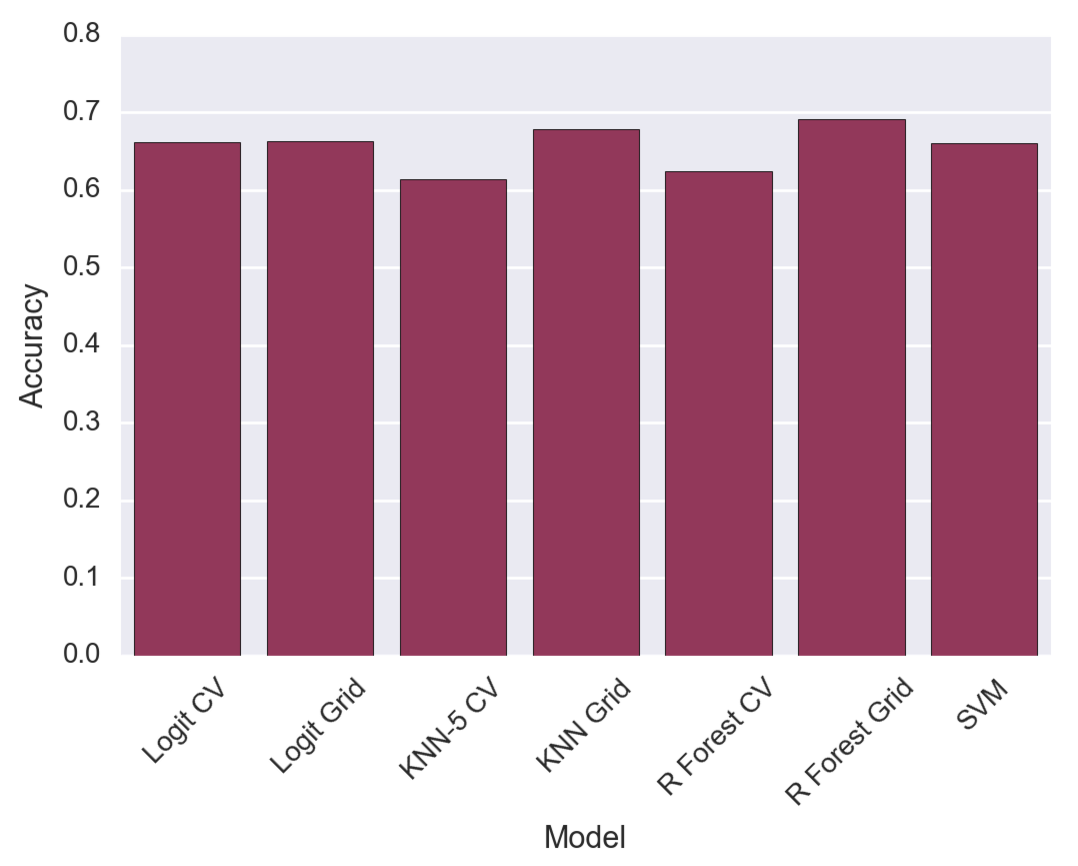 0.8
0.7
0.6
0.5
0.4
0.3
0.2
0.1
0.0
Accuracy
Logit CV
Logit Grid
KNN-5 CV
KNN Grid
R Forest CV
R Forest Grid
SVM
Model